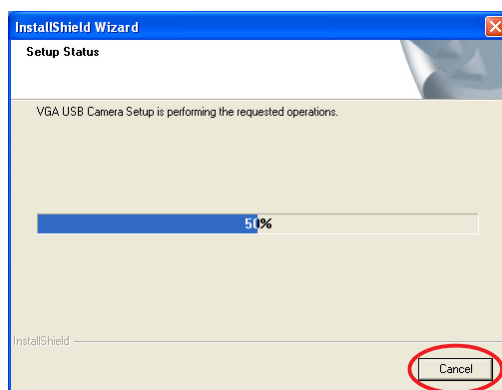 InstallShield Wizard
Setup Status
VGA USB Camera Setup is performing the requested operations.
50%
InstallShield
Cancel